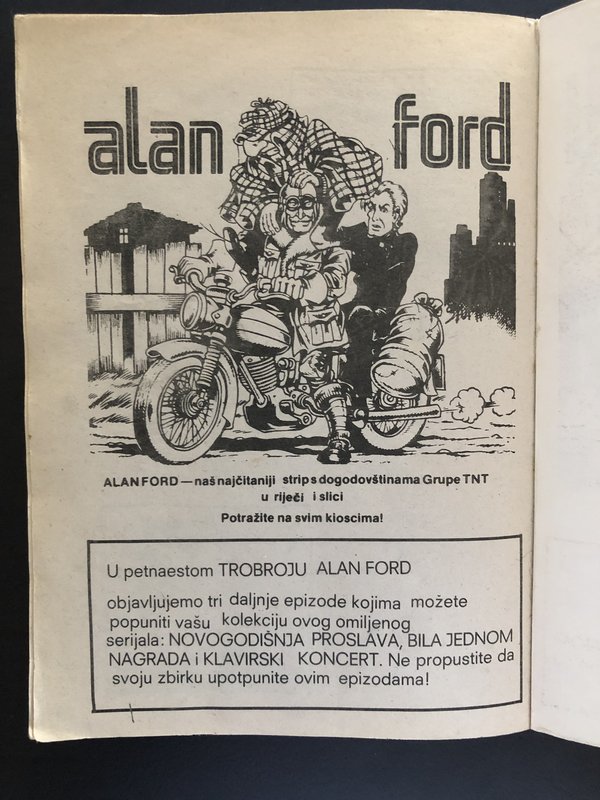 alan ford
ALAN FORD — naš najčitaniji strip s dogodovštinama Grupe TNT
u riječi i slici
Potražite na svim kioscima!
U petnaestom TROBROJU ALAN FORD
objavljujemo tri daljnje epizode kojima možete
popuniti vašu kolekciju ovog omiljenog
serijala: NOVOGODIŠNJA PROSLAVA, BILA JEDNOM
NAGRADA i KLAVIRSKI KONCERT. Ne propustite da
svoju zbirku upotpunite ovim epizodama!